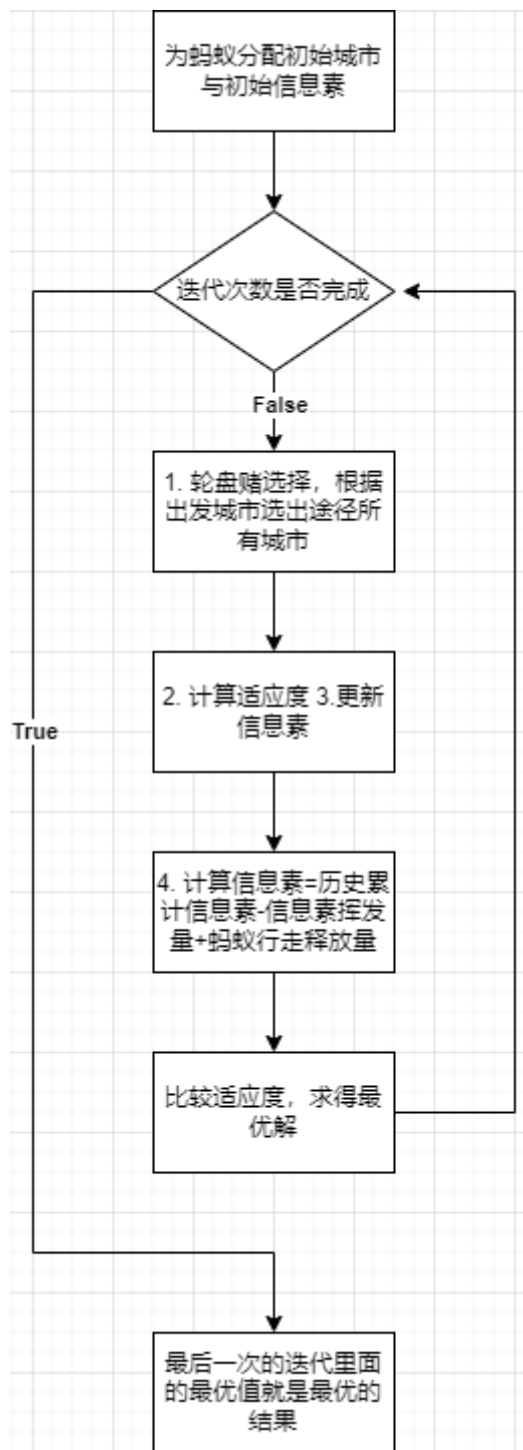 为蚂蚁分配初始城市
与初始信息素
迭代次数是否完成
False
1. 轮盘赌选择，根据
出发城市选出途径所
有城市
2. 计算适应度 3.更新
信息素
True
4. 计算信息素=历史累
计信息素-信息素挥发
量+蚂蚁行走释放量
比较适应度，求得最
优解
最后一次的迭代里面
的最优值就是最优的
结果